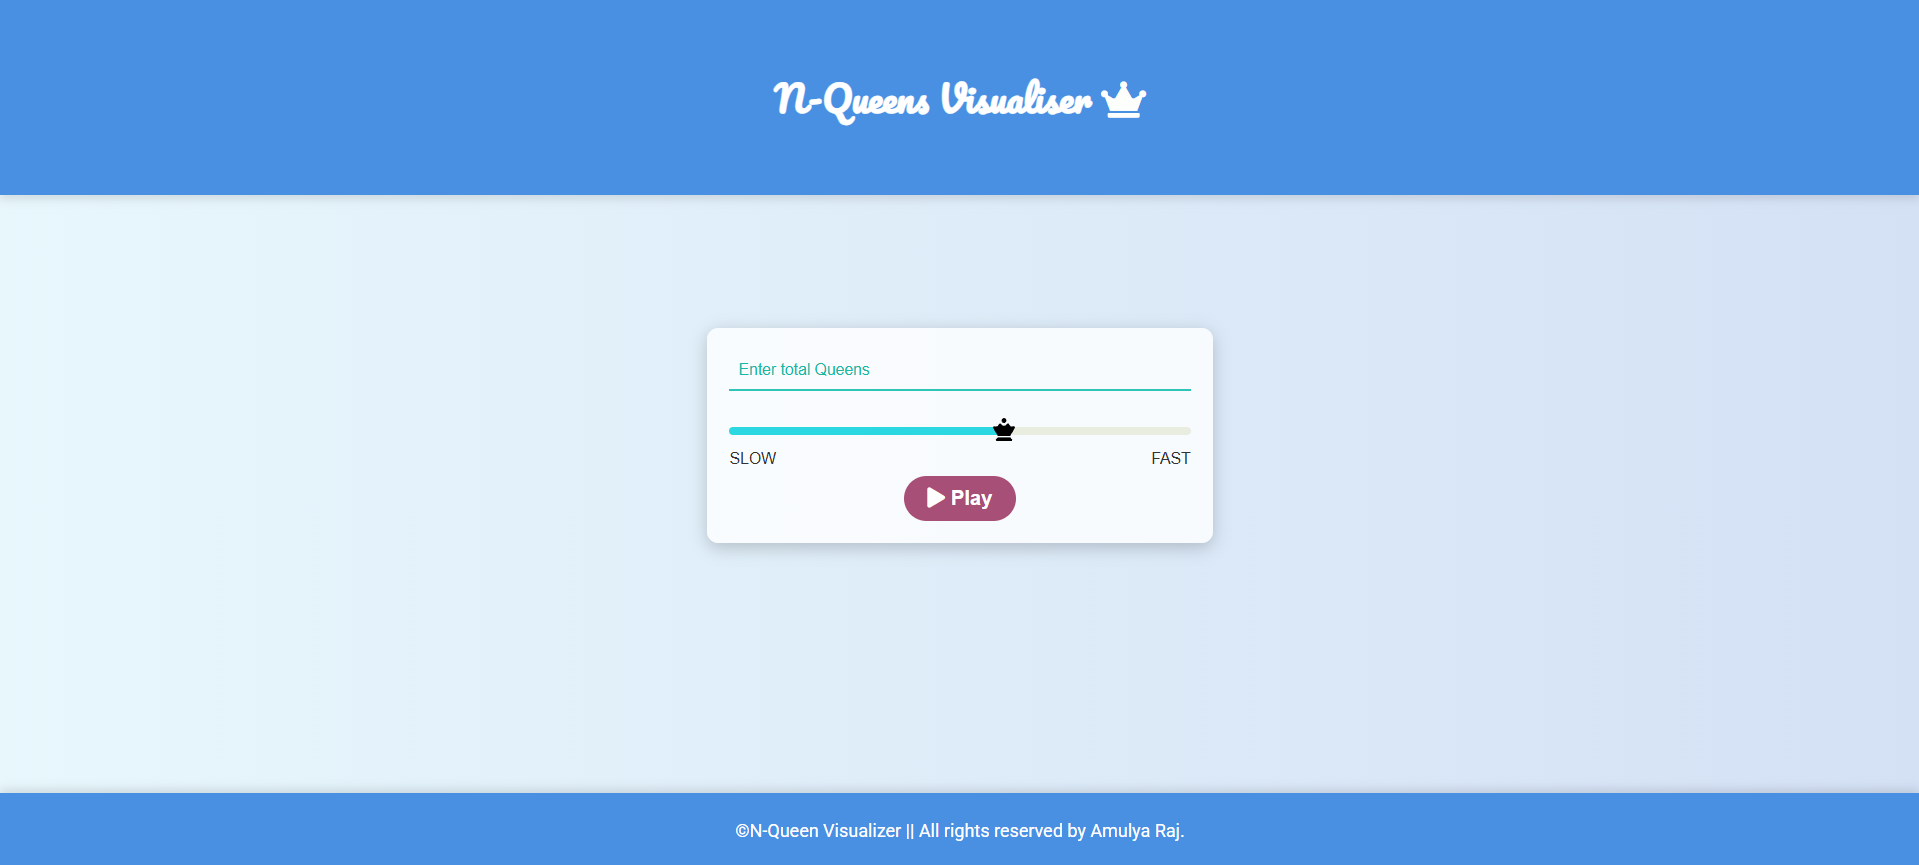 N-Queens Visualiser
Enter total Queens
SLOW FAST
Play
©N-Queen Visualizer || All rights reserved by Amulya Raj.